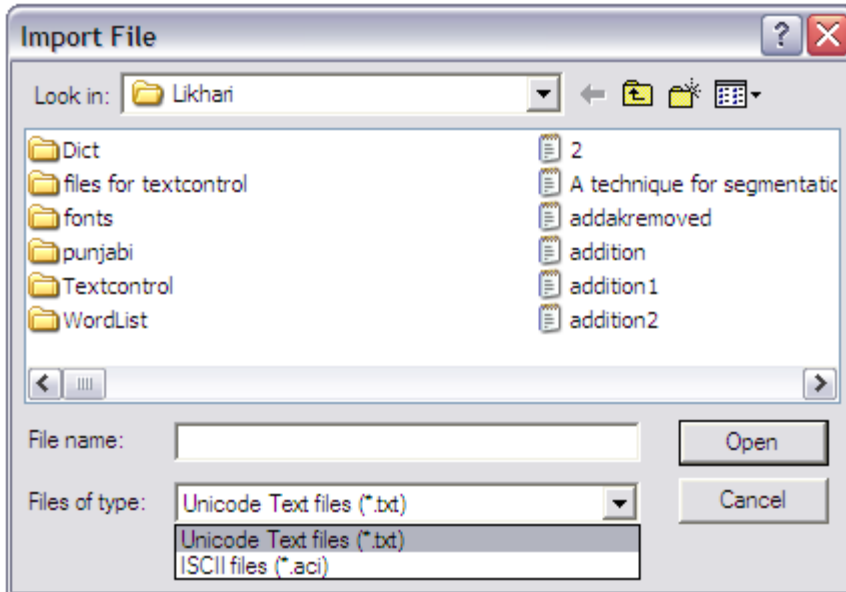 Import File
Look in: Likhari
Dict
files for textcontrol
fonts
punjabi
Textcontrol
WordList
2
A technique for segmentatic
addakremoved
addition
addition1
addition2
File name:
Open
Files of type: Unicode Text files (*.txt)
Cancel
Unicode Text files (*.txt)
ISCII files (*.aci)